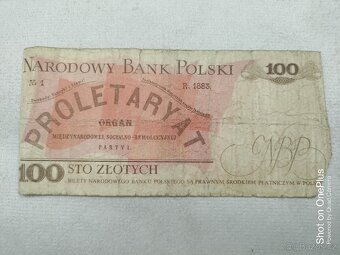 NARODOWY BANK POLSKI
№ 1
R. 1883.
100
PROLETARYAT
ORGAN
MIĘDZYNARODOWEJ SOCJALNO-REWOLUCYJNEJ
PARTYI.
NBP
100 STO ZŁOTYCH
BILETY NARODOWEGO BANKU POLSKIEGO SĄ PRAWNYM ŚRODKIEM PŁATNICZYM W POL
Shot on OnePlus